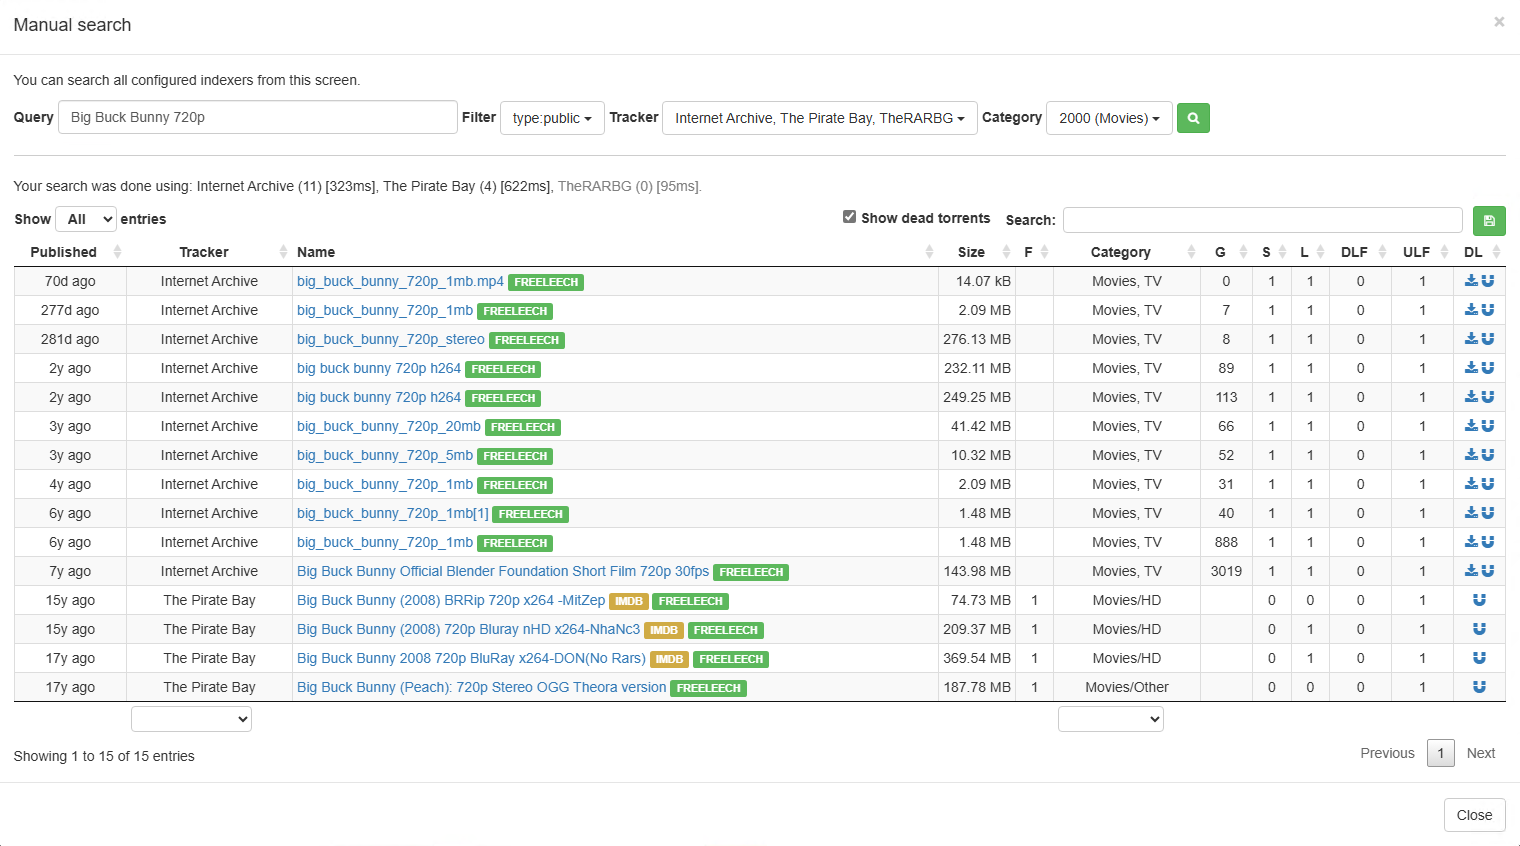 Manual search ×
You can search all configured indexers from this screen.
Query Big Buck Bunny 720p Filter type:public Tracker Internet Archive, The Pirate Bay, TheRARBG Category 2000 (Movies)
Your search was done using: Internet Archive (11) [323ms], The Pirate Bay (4) [622ms], TheRARBG (0) [95ms].
Show All entries Show dead torrents Search:
Published Tracker Name Size F Category G S L DLF ULF DL
70d ago Internet Archive big_buck_bunny_720p_1mb.mp4 FREELEECH 14.07 kB Movies, TV 0 1 1 0 1
277d ago Internet Archive big_buck_bunny_720p_1mb FREELEECH 2.09 MB Movies, TV 7 1 1 0 1
281d ago Internet Archive big_buck_bunny_720p_stereo FREELEECH 276.13 MB Movies, TV 8 1 1 0 1
2y ago Internet Archive big buck bunny 720p h264 FREELEECH 232.11 MB Movies, TV 89 1 1 0 1
2y ago Internet Archive big buck bunny 720p h264 FREELEECH 249.25 MB Movies, TV 113 1 1 0 1
3y ago Internet Archive big_buck_bunny_720p_20mb FREELEECH 41.42 MB Movies, TV 66 1 1 0 1
3y ago Internet Archive big_buck_bunny_720p_5mb FREELEECH 10.32 MB Movies, TV 52 1 1 0 1
4y ago Internet Archive big_buck_bunny_720p_1mb FREELEECH 2.09 MB Movies, TV 31 1 1 0 1
6y ago Internet Archive big_buck_bunny_720p_1mb[1] FREELEECH 1.48 MB Movies, TV 40 1 1 0 1
6y ago Internet Archive big_buck_bunny_720p_1mb FREELEECH 1.48 MB Movies, TV 888 1 1 0 1
7y ago Internet Archive Big Buck Bunny Official Blender Foundation Short Film 720p 30fps FREELEECH 143.98 MB Movies, TV 3019 1 1 0 1
15y ago The Pirate Bay Big Buck Bunny (2008) BRRip 720p x264 -MitZep IMDB FREELEECH 74.73 MB 1 Movies/HD 0 0 0 1
15y ago The Pirate Bay Big Buck Bunny (2008) 720p Bluray nHD x264-NhaNc3 IMDB FREELEECH 209.37 MB 1 Movies/HD 0 1 0 1
17y ago The Pirate Bay Big Buck Bunny 2008 720p BluRay x264-DON(No Rars) IMDB FREELEECH 369.54 MB 1 Movies/HD 0 1 0 1
17y ago The Pirate Bay Big Buck Bunny (Peach): 720p Stereo OGG Theora version FREELEECH 187.78 MB 1 Movies/Other 0 0 0 1
Showing 1 to 15 of 15 entries Previous 1 Next
Close